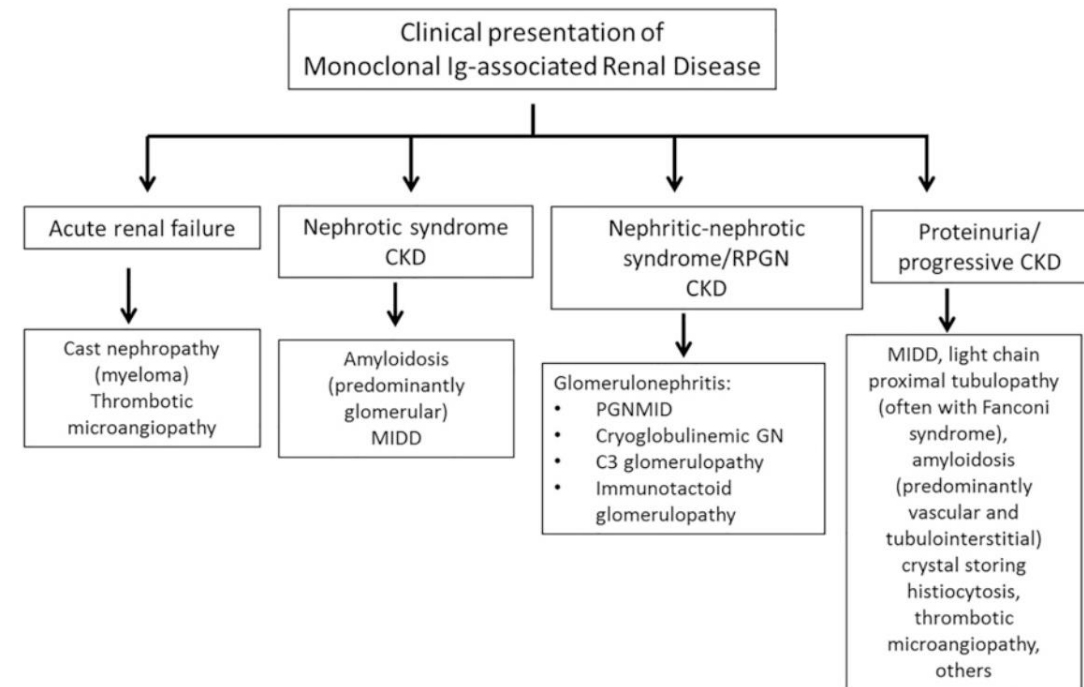 Clinical presentation of
Monoclonal Ig-associated Renal Disease
Acute renal failure
Nephrotic syndrome
CKD
Nephritic-nephrotic
syndrome/RPGN
CKD
Proteinuria/
progressive CKD
Cast nephropathy
(myeloma)
Thrombotic
microangiopathy
Amyloidosis
(predominantly
glomerular)
MIDD
Glomerulonephritis:
• PGNMID
• Cryoglobulinemic GN
• C3 glomerulopathy
• Immunotactoid
glomerulopathy
MIDD, light chain
proximal tubulopathy
(often with Fanconi
syndrome),
amyloidosis
(predominantly
vascular and
tubulointerstitial)
crystal storing
histiocytosis,
thrombotic
microangiopathy,
others